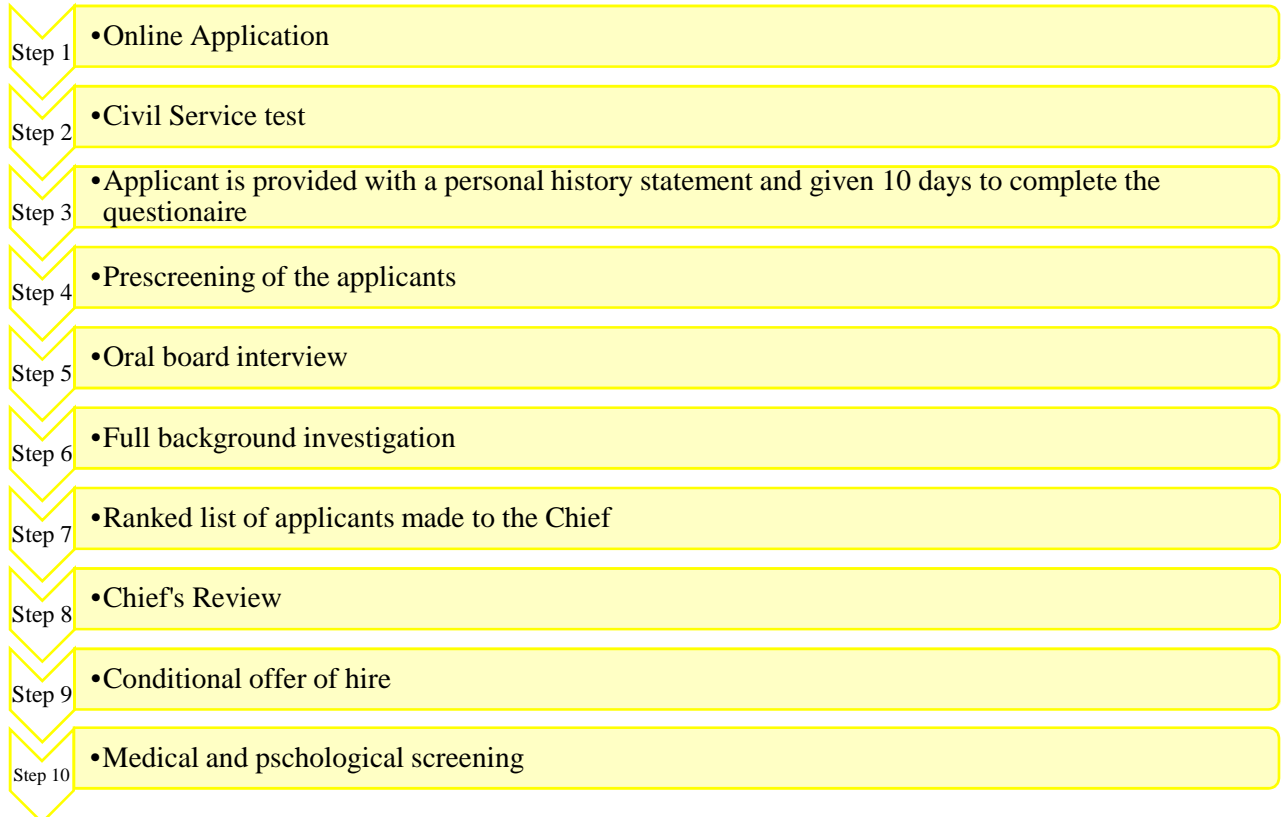 Step 1
•Online Application
Step 2
•Civil Service test
Step 3
•Applicant is provided with a personal history statement and given 10 days to complete the
questionaire
Step 4
•Prescreening of the applicants
Step 5
•Oral board interview
Step 6
•Full background investigation
Step 7
•Ranked list of applicants made to the Chief
Step 8
•Chief's Review
Step 9
•Conditional offer of hire
Step 10
•Medical and pschological screening